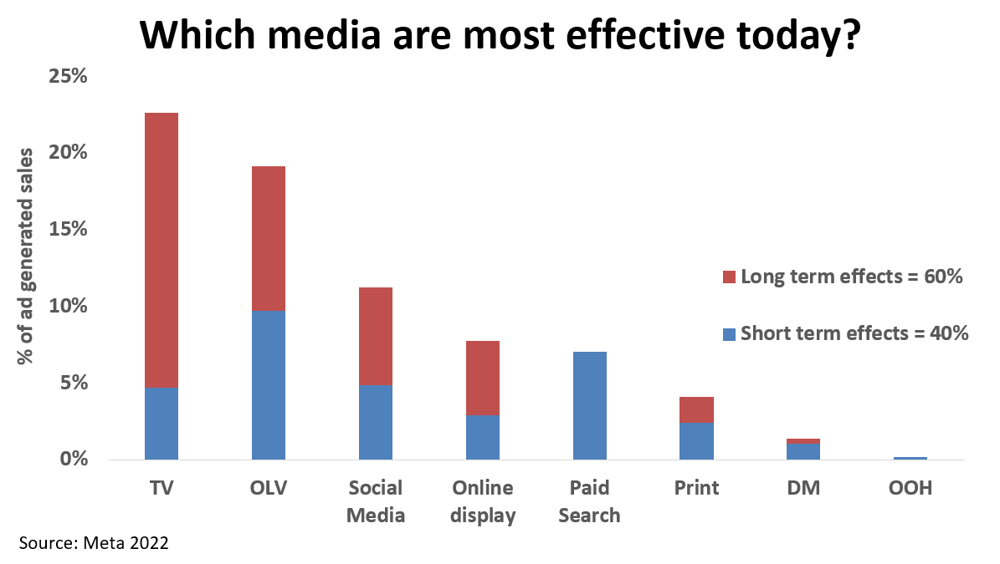 Which media are most effective today?
% of ad generated sales
25%
20%
15%
10%
5%
0%
Long term effects = 60%
Short term effects = 40%
TV
OLV
Social
Media
Online
display
Paid
Search
Print
DM
OOH
Source: Meta 2022